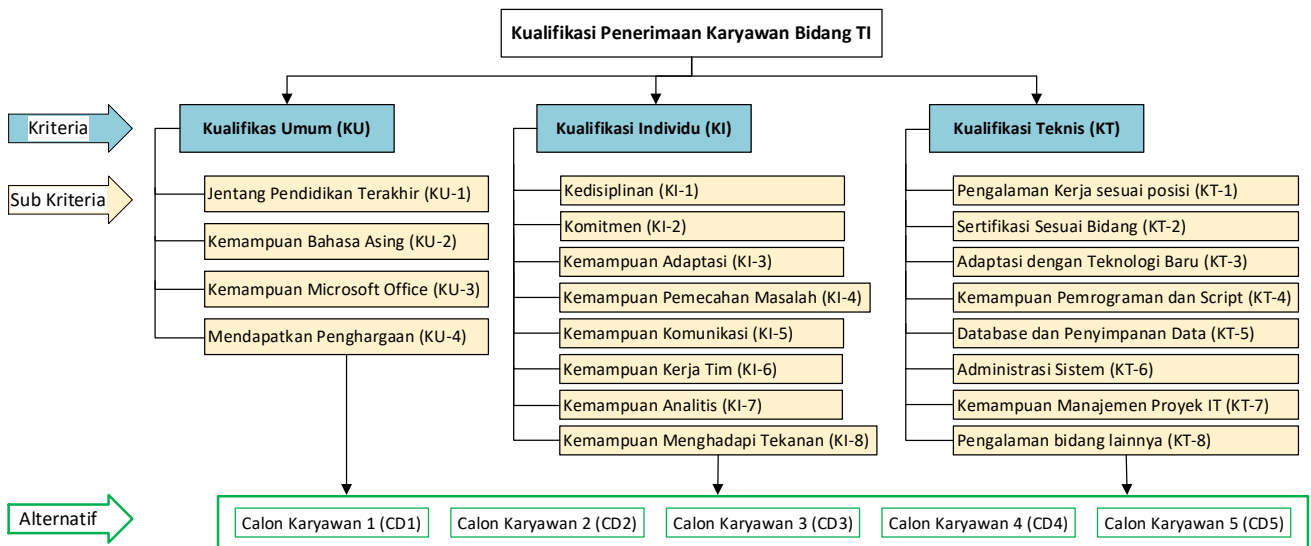 Kualifikasi Penerimaan Karyawan Bidang TI
Kriteria
Kualifikas Umum (KU)
Kualifikasi Individu (KI)
Kualifikasi Teknis (KT)
Sub Kriteria
Jentang Pendidikan Terakhir (KU-1)
Kemampuan Bahasa Asing (KU-2)
Kemampuan Microsoft Office (KU-3)
Mendapatkan Penghargaan (KU-4)
Kedisiplinan (KI-1)
Komitmen (KI-2)
Kemampuan Adaptasi (KI-3)
Kemampuan Pemecahan Masalah (KI-4)
Kemampuan Komunikasi (KI-5)
Kemampuan Kerja Tim (KI-6)
Kemampuan Analitis (KI-7)
Kemampuan Menghadapi Tekanan (KI-8)
Pengalaman Kerja sesuai posisi (KT-1)
Sertifikasi Sesuai Bidang (KT-2)
Adaptasi dengan Teknologi Baru (KT-3)
Kemampuan Pemrograman dan Script (KT-4)
Database dan Penyimpanan Data (KT-5)
Administrasi Sistem (KT-6)
Kemampuan Manajemen Proyek IT (KT-7)
Pengalaman bidang lainnya (KT-8)
Alternatif
Calon Karyawan 1 (CD1)
Calon Karyawan 2 (CD2)
Calon Karyawan 3 (CD3)
Calon Karyawan 4 (CD4)
Calon Karyawan 5 (CD5)